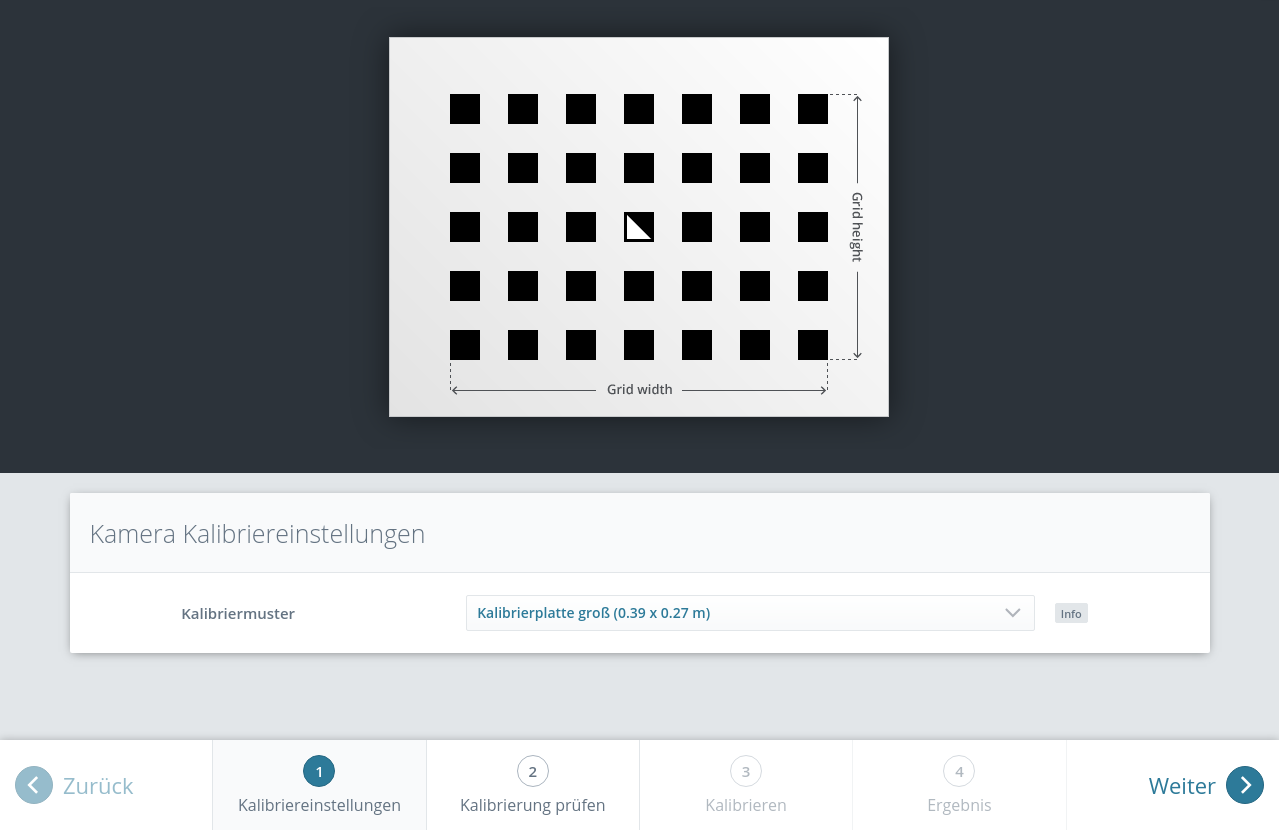 Grid height
Grid width
Kamera Kalibriereinstellungen
Kalibriermuster
Kalibrierplatte groß (0.39 x 0.27 m)
Info
Zurück
1
Kalibriereinstellungen
2
Kalibrierung prüfen
3
Kalibrieren
4
Ergebnis
Weiter